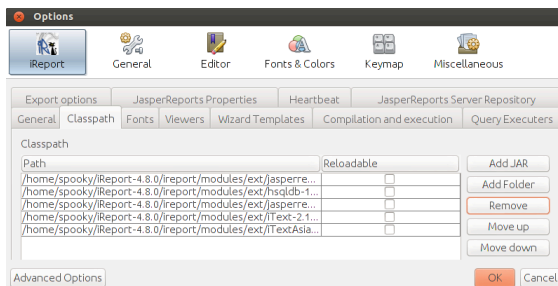 Options
iReport General Editor Fonts & Colors Keymap Miscellaneous
Export options JasperReports Properties Heartbeat JasperReports Server Repository
General Classpath Fonts Viewers Wizard Templates Compilation and execution Query Executers
Classpath
Path Reloadable Add JAR
/home/spooky/iReport-4.8.0/ireport/modules/ext/jasperre...
/home/spooky/iReport-4.8.0/ireport/modules/ext/hsqldb-1... Add Folder
/home/spooky/iReport-4.8.0/ireport/modules/ext/jasperre... Remove
/home/spooky/iReport-4.8.0/ireport/modules/ext/iText-2.1...
/home/spooky/iReport-4.8.0/ireport/modules/ext/iTextAsia... Move up
Move down
Advanced Options OK Cancel